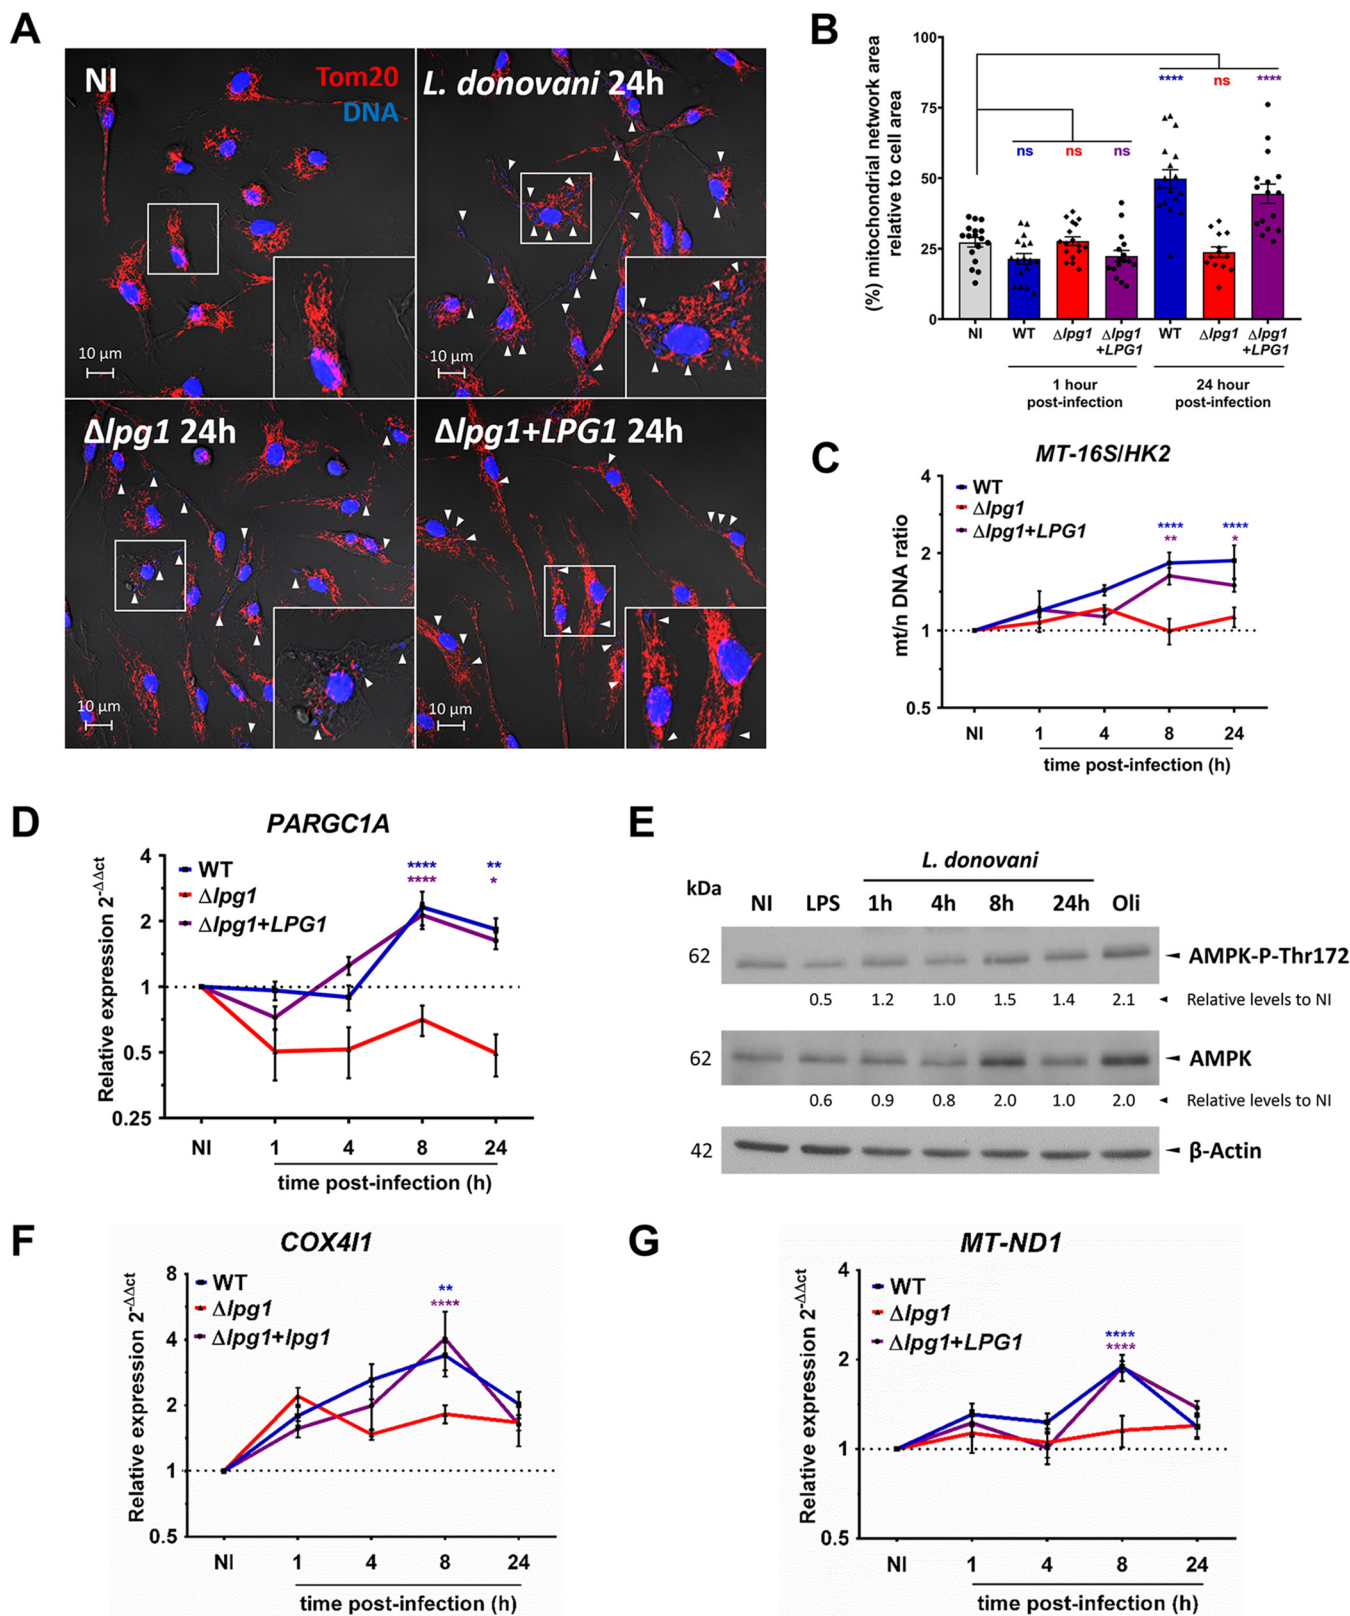 A
NI
Tom20
DNA
10 µm
L. donovani 24h
10 µm
Δlpg1 24h
10 µm
Δlpg1+LPG1 24h
10 µm
B
(%) mitochondrial network area
relative to cell area
100
75
50
25
0
ns
ns
ns
****
ns
****
NI
WT
Δlpg1
Δlpg1
+LPG1
WT
Δlpg1
Δlpg1
+LPG1
1 hour
post-infection
24 hour
post-infection
C
MT-16S/HK2
mt/n DNA ratio
4
2
1
0.5
WT
Δlpg1
Δlpg1+LPG1
****
**
****
*
NI
1
4
8
24
time post-infection (h)
D
PARGC1A
Relative expression 2-ΔΔct
4
2
1
0.5
0.25
WT
Δlpg1
Δlpg1+LPG1
****
****
**
*
NI
1
4
8
24
time post-infection (h)
E
L. donovani
kDa
NI
LPS
1h
4h
8h
24h
Oli
62
AMPK-P-Thr172
0.5 1.2 1.0 1.5 1.4 2.1
Relative levels to NI
62
AMPK
0.6 0.9 0.8 2.0 1.0 2.0
Relative levels to NI
42
β-Actin
F
COX4I1
Relative expression 2-ΔΔct
8
4
2
1
0.5
WT
Δlpg1
Δlpg1+lpg1
**
****
NI
1
4
8
24
time post-infection (h)
G
MT-ND1
Relative expression 2-ΔΔct
4
2
1
0.5
WT
Δlpg1
Δlpg1+LPG1
****
****
NI
1
4
8
24
time post-infection (h)